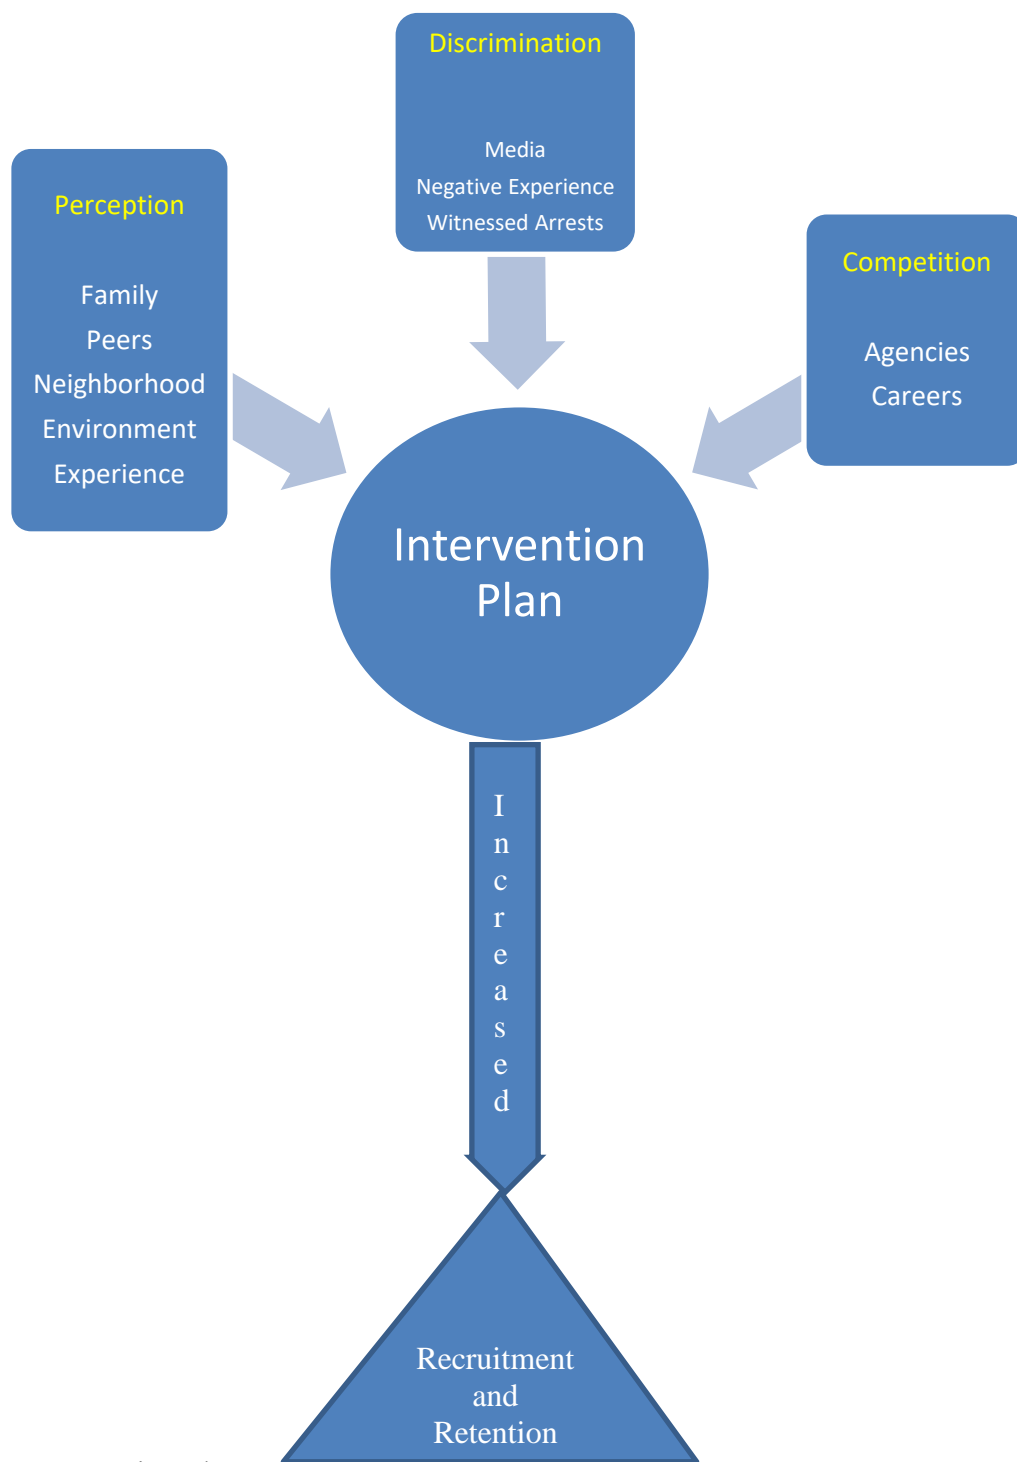 Discrimination
Media
Negative Experience
Witnessed Arrests
Perception
Family
Peers
Neighborhood
Environment
Experience
Competition
Agencies
Careers
Intervention
Plan
Increased
Recruitment
and
Retention